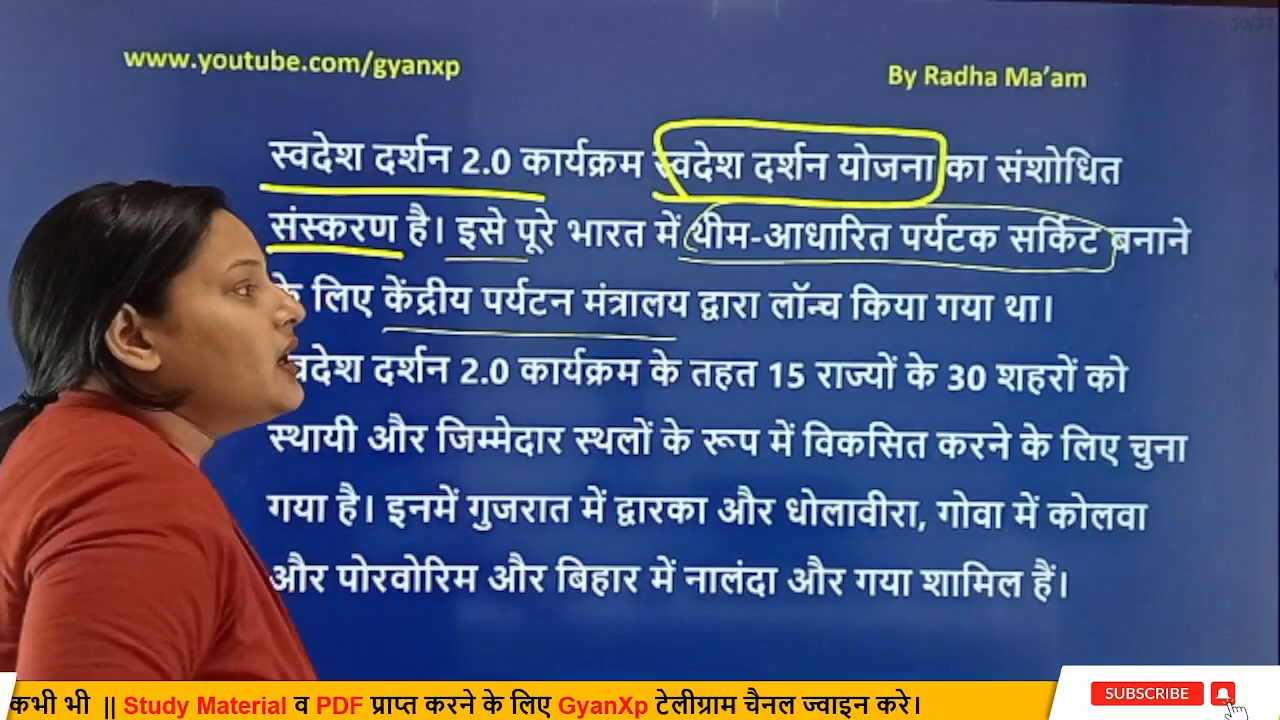 www.youtube.com/gyanxp
By Radha Ma’am
स्वदेश दर्शन 2.0 कार्यक्रम स्वदेश दर्शन योजना का संशोधित
संस्करण है। इसे पूरे भारत में थीम-आधारित पर्यटक सर्किट बनाने
के लिए केंद्रीय पर्यटन मंत्रालय द्वारा लॉन्च किया गया था।
स्वदेश दर्शन 2.0 कार्यक्रम के तहत 15 राज्यों के 30 शहरों को
स्थायी और जिम्मेदार स्थलों के रूप में विकसित करने के लिए चुना
गया है। इनमें गुजरात में द्वारका और धोलावीरा, गोवा में कोलवा
और पोरवोरिम और बिहार में नालंदा और गया शामिल हैं।
कभी भी || Study Material व PDF प्राप्त करने के लिए GyanXp टेलीग्राम चैनल ज्वाइन करे।
SUBSCRIBE